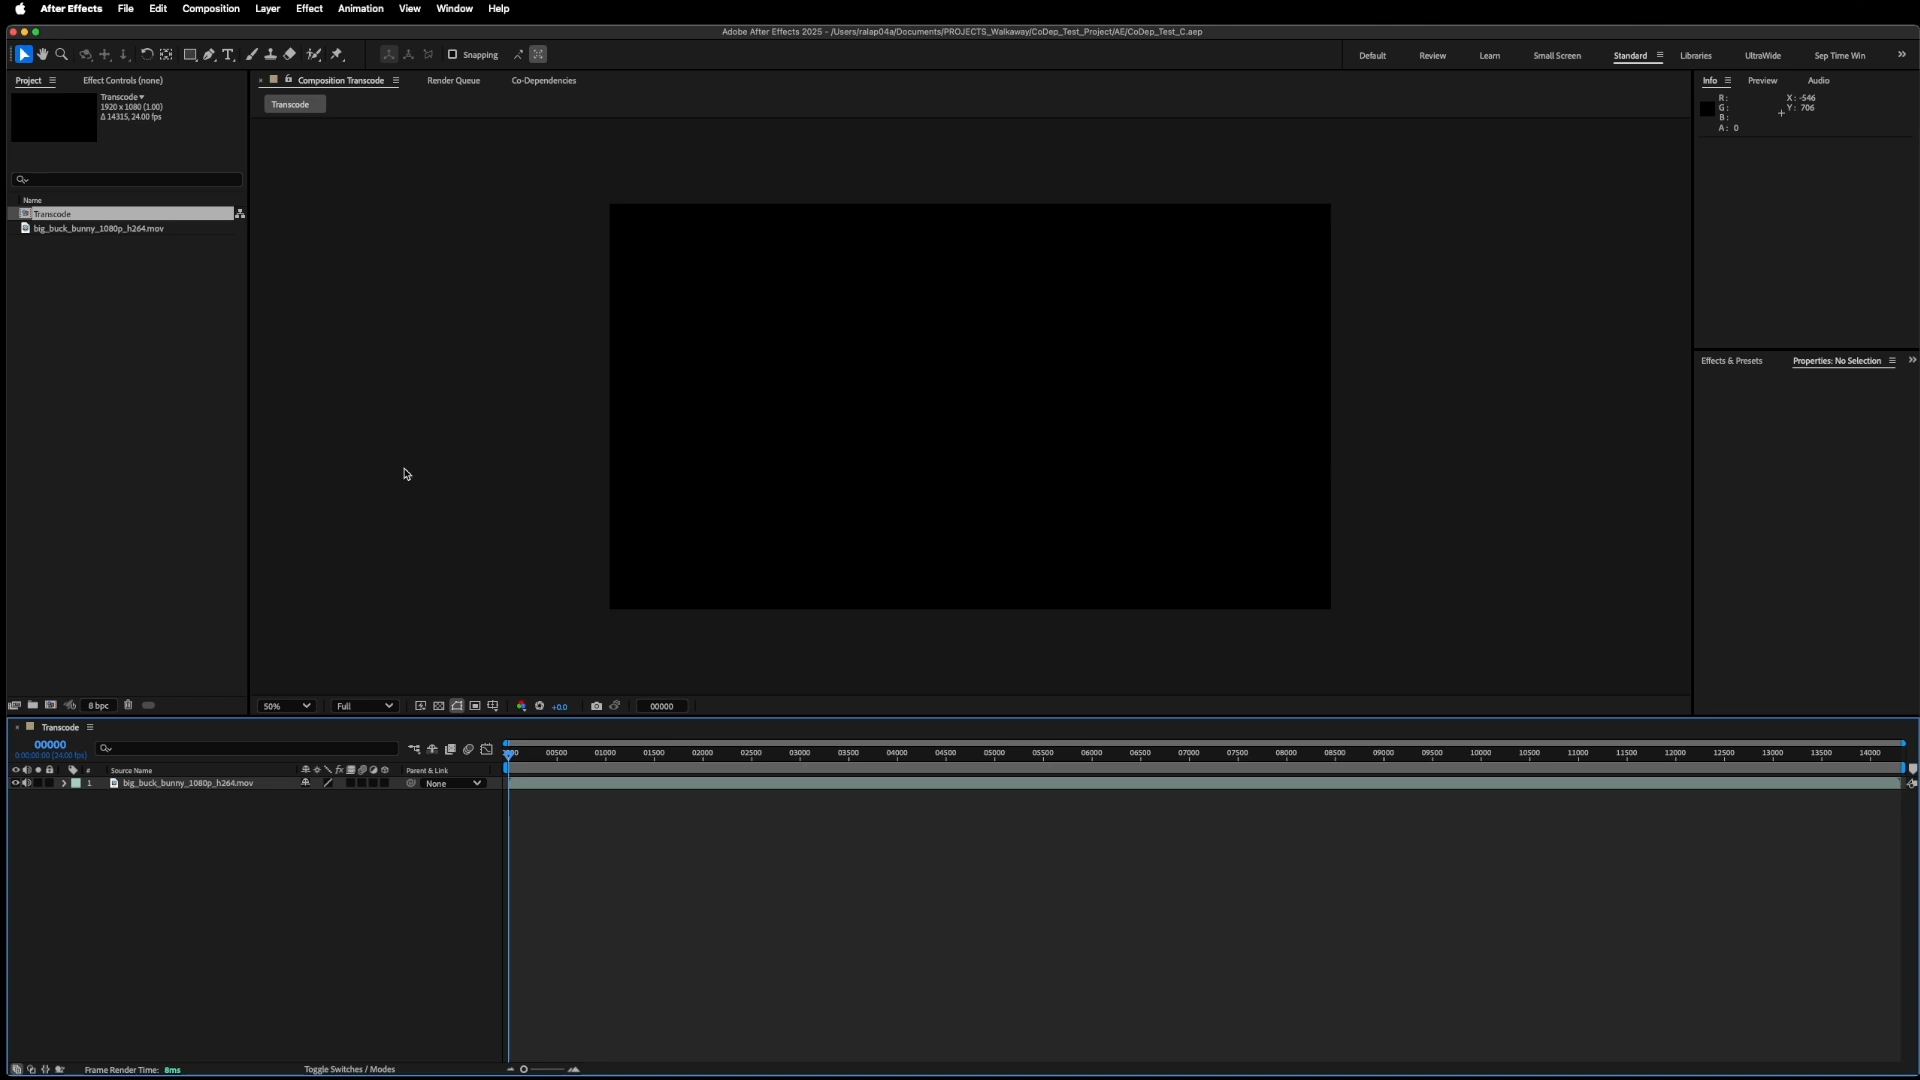 After Effects File Edit Composition Layer Effect Animation View Window Help
Adobe After Effects 2025 - /Users/ralap04a/Documents/PROJECTS_Walkaway/CoDep_Test_Project/AE/CoDep_Test_C.aep
Snapping
Default Review Learn Small Screen Standard Libraries UltraWide Sep Time Win
Project Effect Controls (none)
Composition Transcode Render Queue Co-Dependencies
Info Preview Audio
Transcode
1920 x 1080 (1.00)
Δ 14315, 24.00 fps
Transcode
R: X: -546
G: Y: 706
B:
A: 0
Name
Transcode
big_buck_bunny_1080p_h264.mov
Effects & Presets Properties: No Selection
8 bpc
50% Full +0.0 00000
Transcode
00000
0:00:00:00 (24.00 fps)
00500 01000 01500 02000 02500 03000 03500 04000 04500 05000 05500 06000 06500 07000 07500 08000 08500 09000 09500 10000 10500 11000 11500 12000 12500 13000 13500 14000
# Source Name Parent & Link
1 big_buck_bunny_1080p_h264.mov None
Frame Render Time: 8ms Toggle Switches / Modes